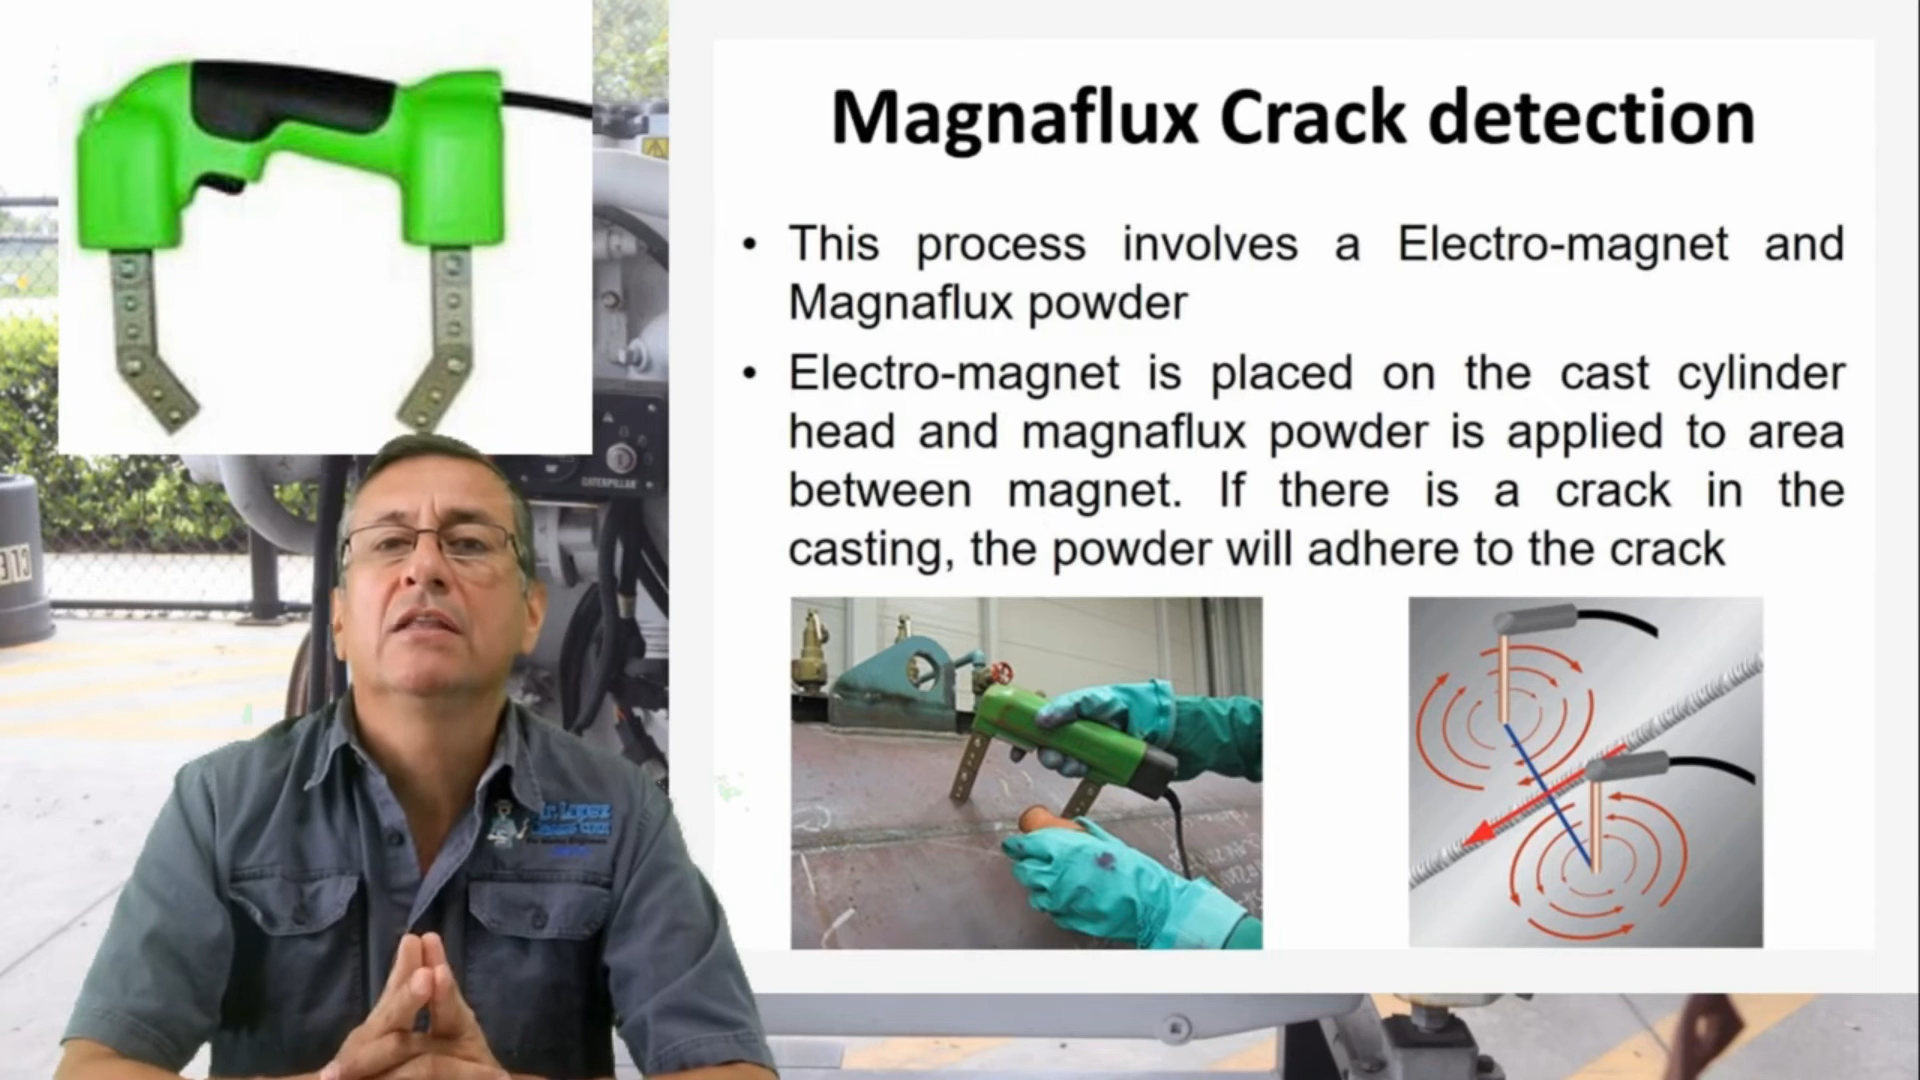 Magnaflux Crack detection
• This process involves a Electro-magnet and
Magnaflux powder
• Electro-magnet is placed on the cast cylinder
head and magnaflux powder is applied to area
between magnet. If there is a crack in the
casting, the powder will adhere to the crack
CATERPILLAR